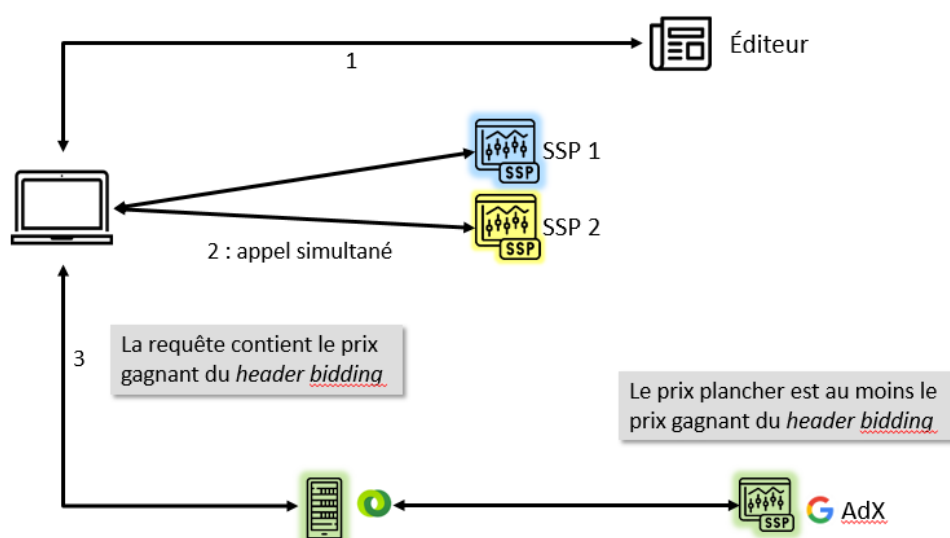 Éditeur
1
SSP
SSP 1
SSP
SSP 2
2 : appel simultané
3
La requête contient le prix
gagnant du header bidding
Le prix plancher est au moins le
prix gagnant du header bidding
SSP
G AdX